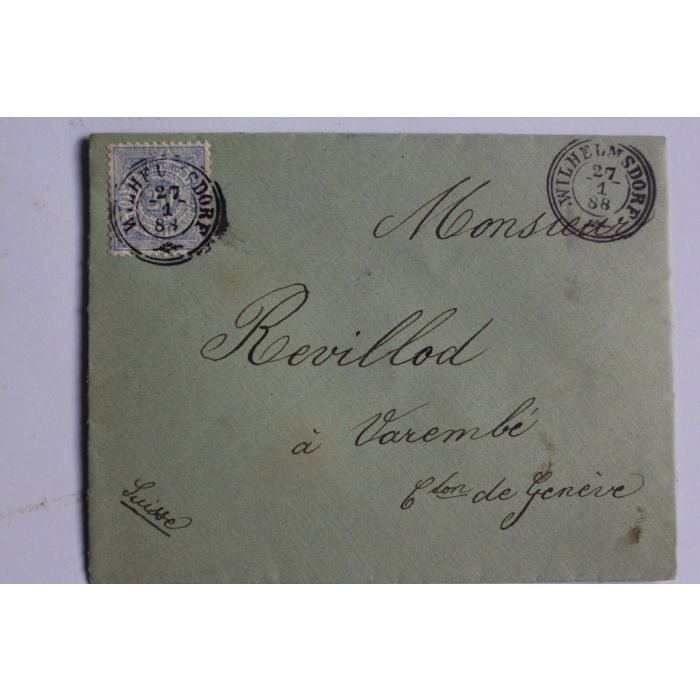 WILHELMSDORF
27
1
88
WILHELMSDORF
27
1
88
Monsieur
Revillod
à Varembé
Cton de Genève
Suisse